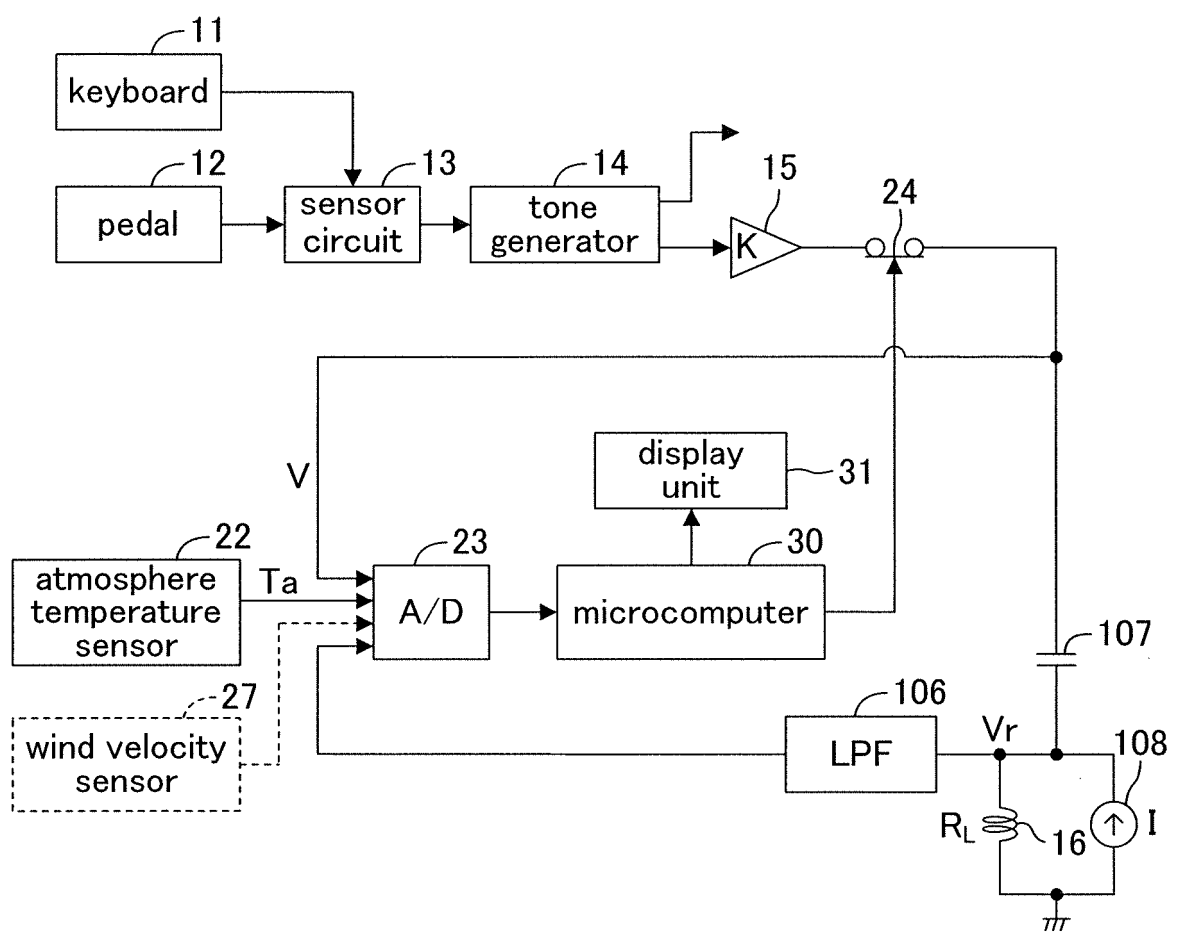 11
keyboard
12
pedal
13
sensor
circuit
14
tone
generator
15
K
24
V
display
unit
31
22
atmosphere
temperature
sensor
Ta
23
A/D
30
microcomputer
27
wind velocity
sensor
107
106
LPF
Vr
108
RL
16
I